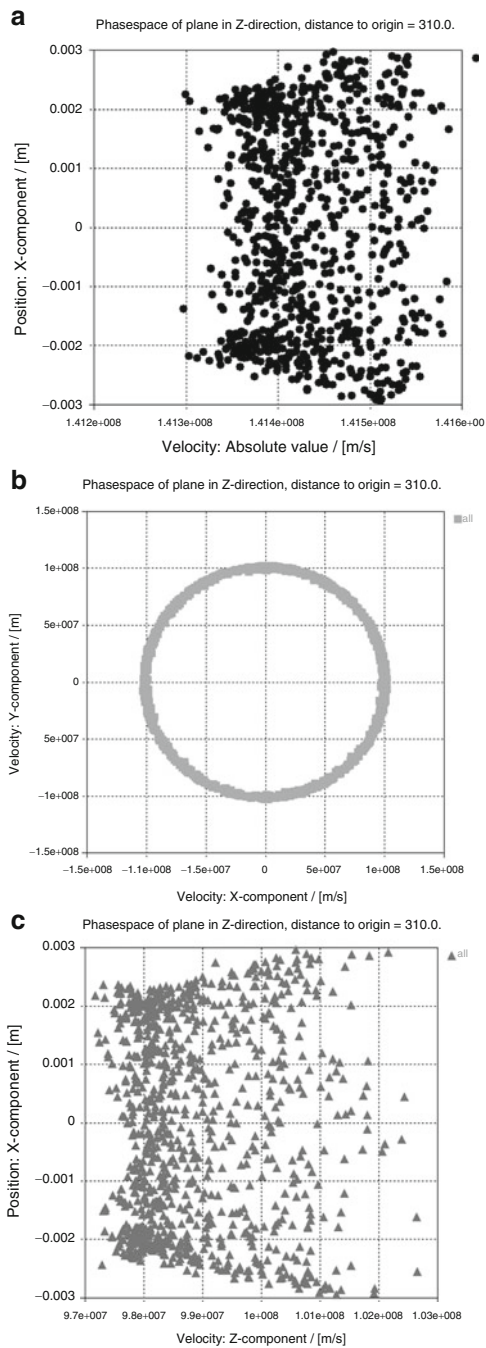 a
Phasespace of plane in Z-direction, distance to origin = 310.0.
0.003
0.002
0.001
0
−0.001
−0.002
−0.003
Position: X-component / [m]
1.412e+008 1.413e+008 1.414e+008 1.415e+008 1.416e+00
Velocity: Absolute value / [m/s]
b
Phasespace of plane in Z-direction, distance to origin = 310.0.
all
1.5e+008
1e+008
5e+007
0
5e+007
−1e+008
−1.5e+008
Velocity: Y-component / [m/s]
−1.5e+008 −1.1e+008 −1.5e+007 0 5e+007 1e+008 1.5e+008
Velocity: X-component / [m/s]
c
Phasespace of plane in Z-direction, distance to origin = 310.0.
all
0.003
0.002
0.001
0
−0.001
−0.002
−0.003
Position: X-component / [m]
9.7e+007 9.8e+007 9.9e+007 1e+008 1.01e+008 1.02e+008 1.03e+008
Velocity: Z-component / [m/s]